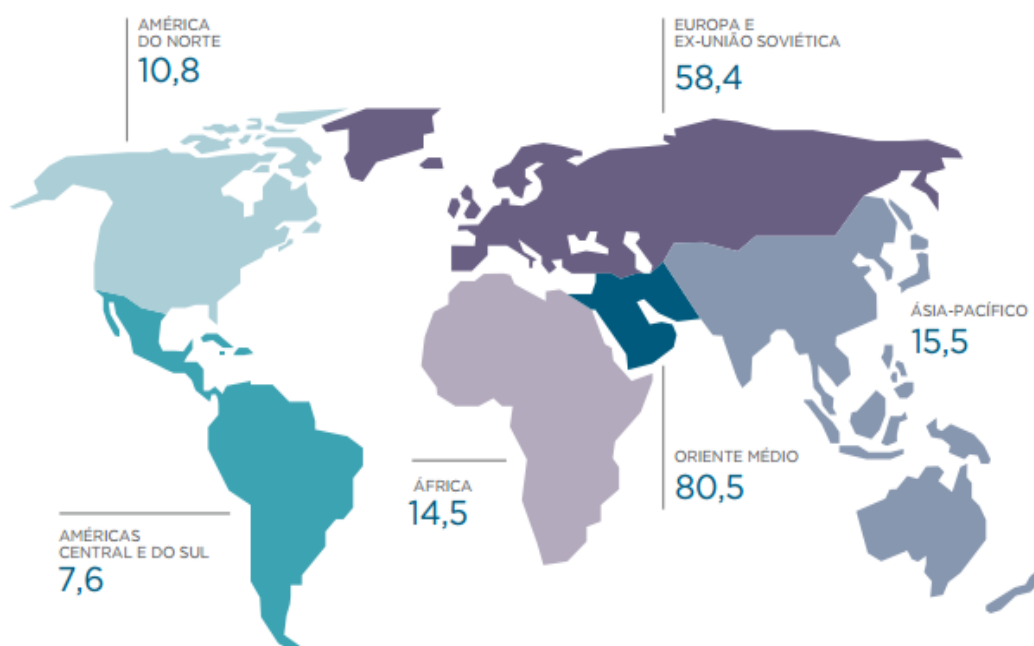 AMÉRICA
DO NORTE
10,8
EUROPA E
EX-UNIÃO SOVIÉTICA
58,4
ÁSIA-PACÍFICO
15,5
ORIENTE MÉDIO
80,5
ÁFRICA
14,5
AMÉRICAS
CENTRAL E DO SUL
7,6